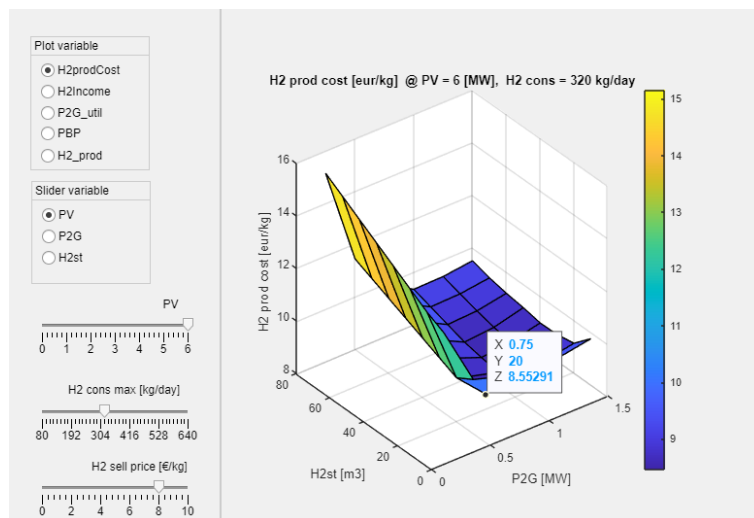 Plot variable
H2prodCost
H2Income
P2G_util
PBP
H2_prod
Slider variable
PV
P2G
H2st
PV
0 1 2 3 4 5 6
H2 cons max [kg/day]
80 192 304 416 528 640
H2 sell price [€/kg]
0 2 4 6 8 10
H2 prod cost [eur/kg] @ PV = 6 [MW], H2 cons = 320 kg/day
H2 prod cost [eur/kg]
16
14
12
10
8
80
60
40
20
0
H2st [m3]
0
0.5
1
1.5
P2G [MW]
X 0.75
Y 20
Z 8.55291
15
14
13
12
11
10
9